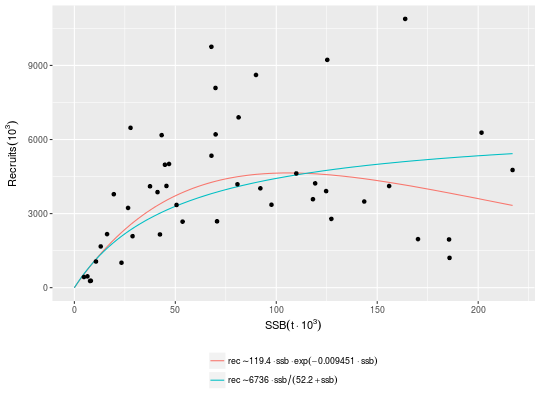 9000
6000
3000
0
Recruits(10³)
0 50 100 150 200
SSB(t · 10³)
rec ~119.4 · ssb · exp(−0.009451 · ssb)
rec ~6736 · ssb/(52.2 + ssb)